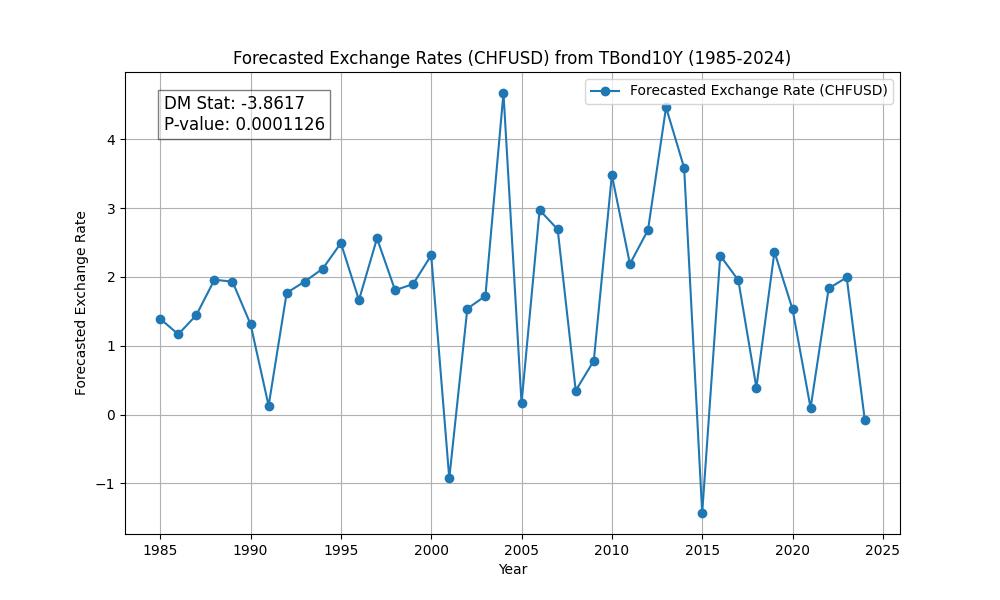 Forecasted Exchange Rates (CHFUSD) from TBond10Y (1985-2024)
DM Stat: -3.8617
P-value: 0.0001126
Forecasted Exchange Rate (CHFUSD)
Forecasted Exchange Rate
4
3
2
1
0
−1
1985 1990 1995 2000 2005 2010 2015 2020 2025
Year